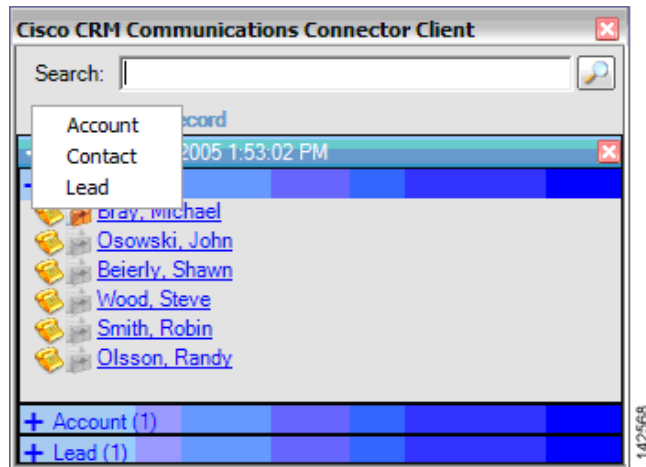 Cisco CRM Communications Connector Client
Search:
Account
Contact
Lead
2005 1:53:02 PM
Bray, Michael
Osowski, John
Beierly, Shawn
Wood, Steve
Smith, Robin
Olsson, Randy
+ Account (1)
+ Lead (1)
142568